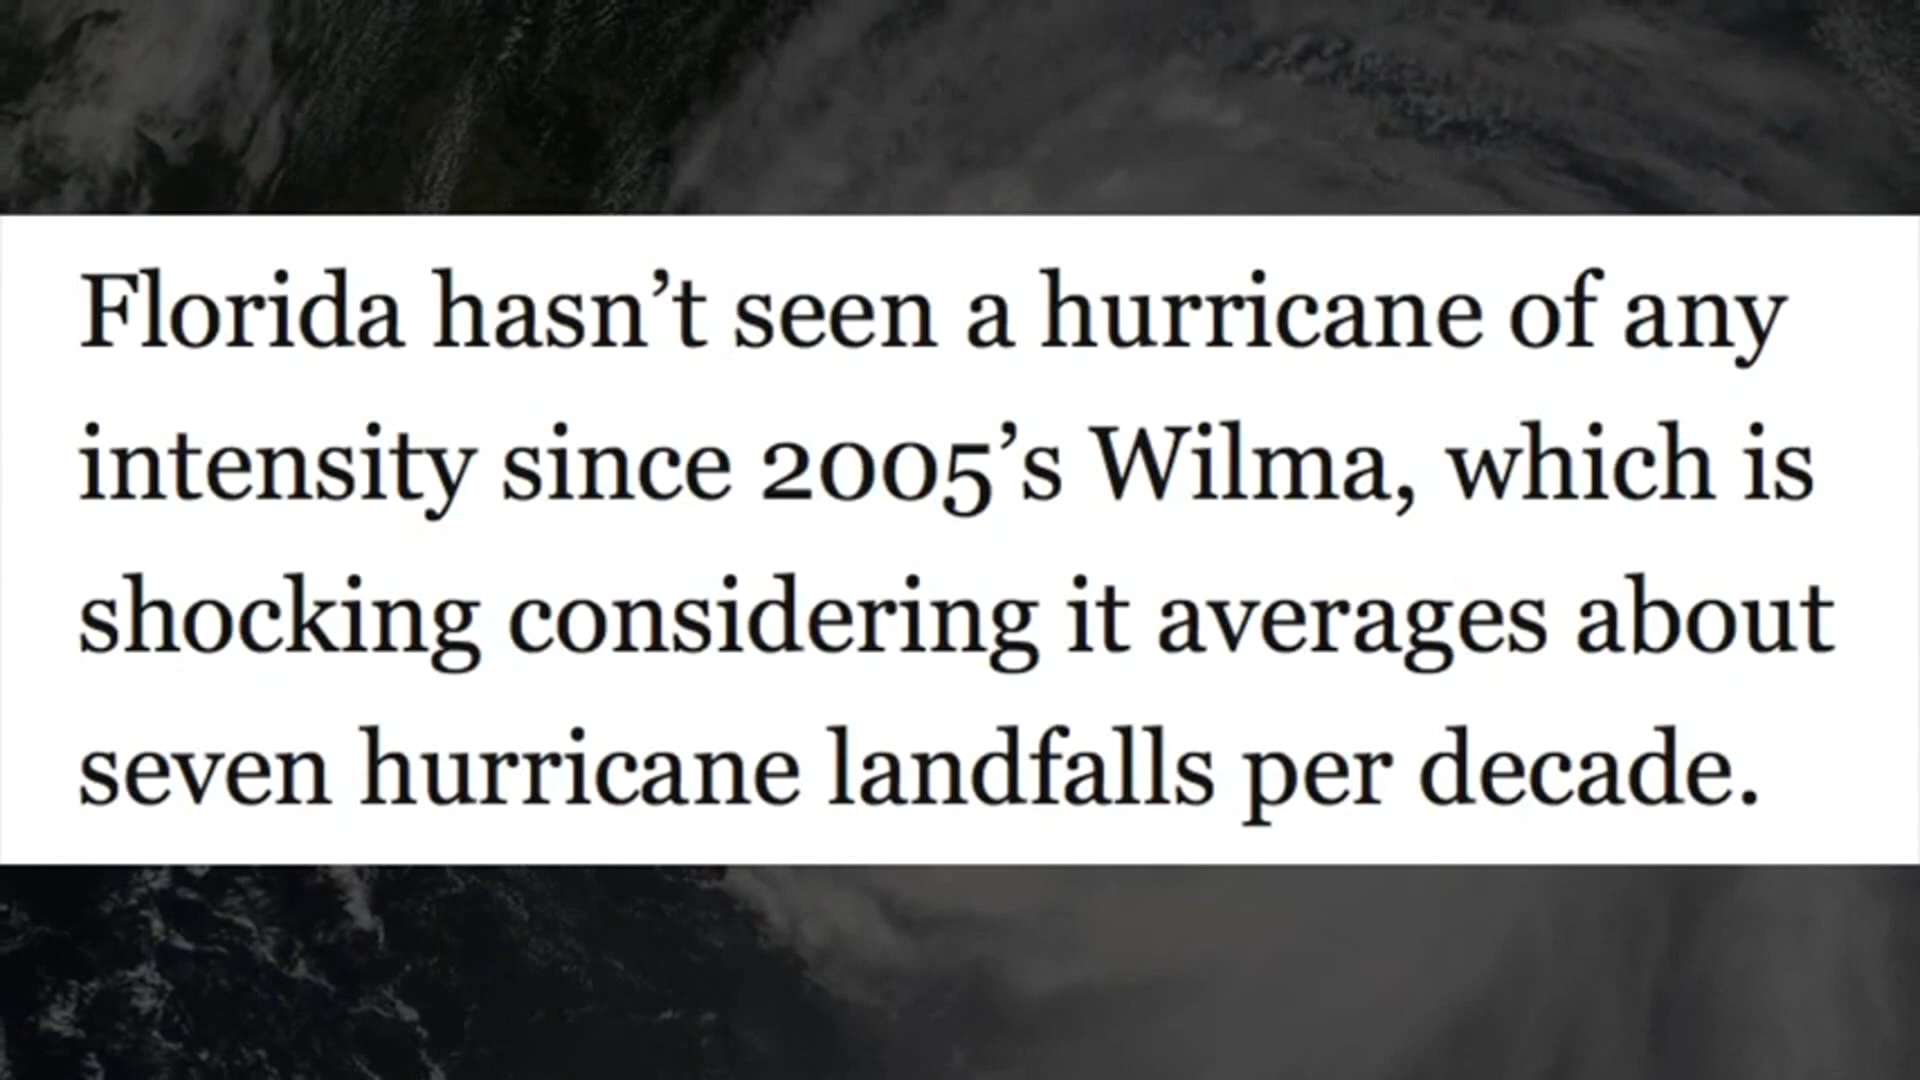 Florida hasn’t seen a hurricane of any
intensity since 2005’s Wilma, which is
shocking considering it averages about
seven hurricane landfalls per decade.